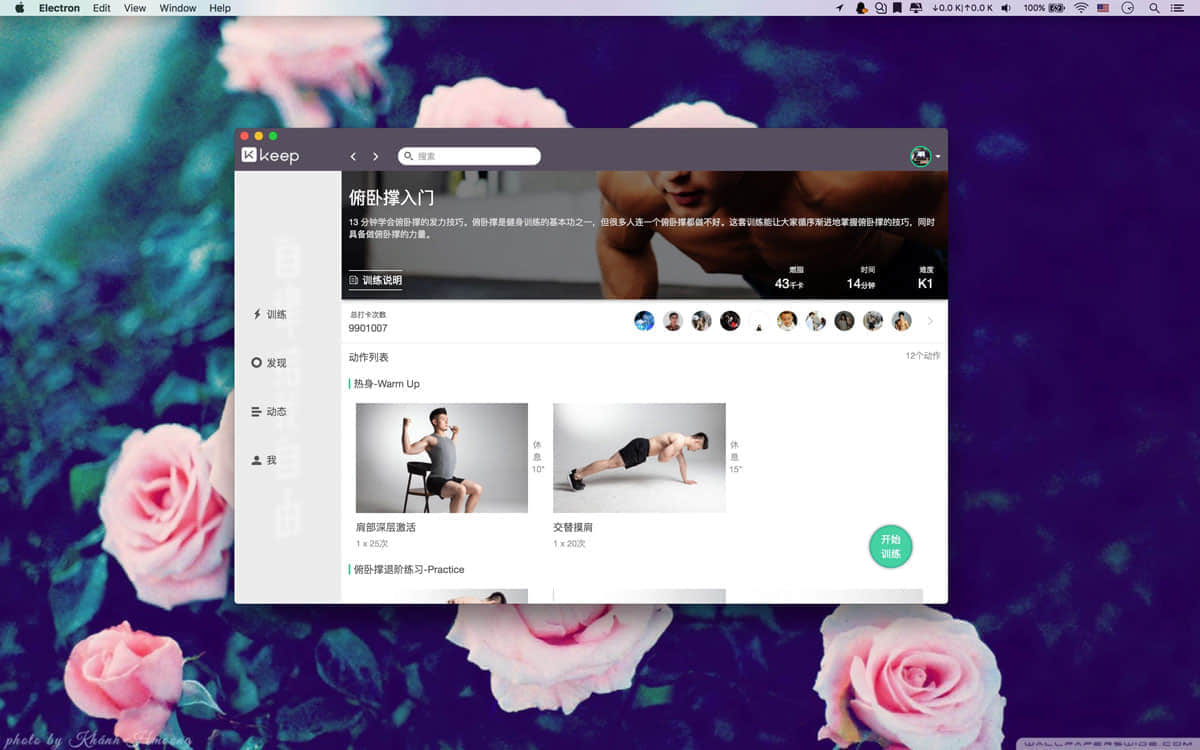 Electron Edit View Window Help
↓0.0 K|↑0.0 K 100%
keep
搜索
俯卧撑入门
13 分钟学会俯卧撑的发力技巧。俯卧撑是健身训练的基本功之一，但很多人连一个俯卧撑都做不好。这套训练能让大家循序渐进地掌握俯卧撑的技巧，同时
具备做俯卧撑的力量。
训练说明
燃脂 时间 难度
43千卡 14分钟 K1
总打卡次数
9901007
训练
发现
动态
我
自
由
动作列表
12个动作
热身-Warm Up
休
息
10"
休
息
15"
肩部深层激活
1 x 25次
交替摸肩
1 x 20次
开始
训练
俯卧撑退阶练习-Practice
photo by Khánh Hmoong
WALLPAPERSWIDE.COM